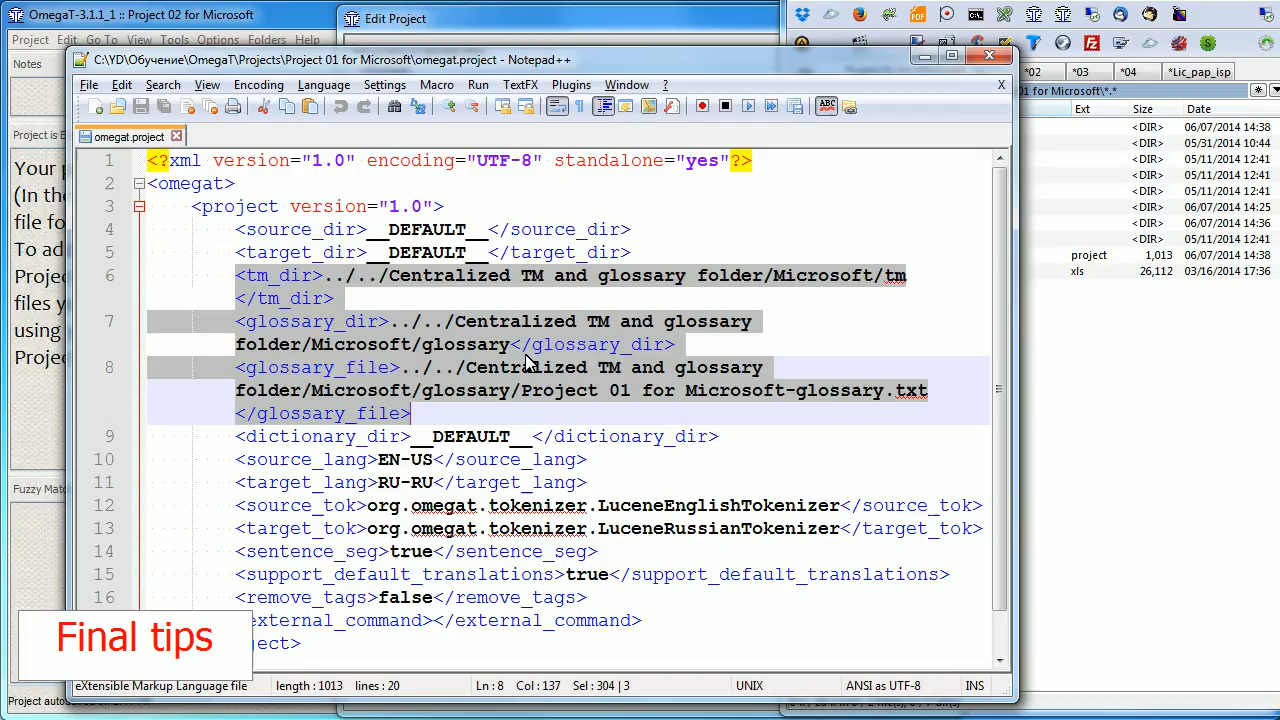 OmegaT-3.1.1_1 :: Project 02 for Microsoft
Project Edit Go To View Tools Options Folders Help
Notes
Project is E
Your p
(In the
file fo
To ad
Projec
files y
using
Projec
Fuzzy Matc
Project auto
Edit Project
C:\YD\Обучение\OmegaT\Project\Project 01 for Microsoft\omegat.project - Notepad++
File Edit Search View Encoding Language Settings Macro Run TextFX Plugins Window ? X
omegat.project
1 <?xml version="1.0" encoding="UTF-8" standalone="yes"?>
2 <omegat>
3 <project version="1.0">
4 <source_dir>__DEFAULT__</source_dir>
5 <target_dir>__DEFAULT__</target_dir>
6 <tm_dir>../../Centralized TM and glossary folder/Microsoft/tm
</tm_dir>
7 <glossary_dir>../../Centralized TM and glossary
folder/Microsoft/glossary</glossary_dir>
8 <glossary_file>../../Centralized TM and glossary
folder/Microsoft/glossary/Project 01 for Microsoft-glossary.txt
</glossary_file>
9 <dictionary_dir>__DEFAULT__</dictionary_dir>
10 <source_lang>EN-US</source_lang>
11 <target_lang>RU-RU</target_lang>
12 <source_tok>org.omegat.tokenizer.LuceneEnglishTokenizer</source_tok>
13 <target_tok>org.omegat.tokenizer.LuceneRussianTokenizer</target_tok>
14 <sentence_seg>true</sentence_seg>
15 <support_default_translations>true</support_default_translations>
16 <remove_tags>false</remove_tags>
external_command></external_command>
ject>
Final tips
eXtensible Markup Language file length : 1013 lines : 20 Ln : 8 Col : 137 Sel : 304 | 3 UNIX ANSI as UTF-8 INS
*02 *03 *04 *Lic_pap_isp
01 for Microsoft\*.*
Ext Size Date
<DIR> 06/07/2014 14:38
<DIR> 05/31/2014 10:44
<DIR> 05/11/2014 12:41
<DIR> 05/11/2014 12:41
<DIR> 05/11/2014 12:41
<DIR> 06/07/2014 14:25
<DIR> 06/07/2014 14:36
<DIR> 05/11/2014 12:41
project 1,013 06/07/2014 14:38
xls 26,112 03/16/2014 17:36